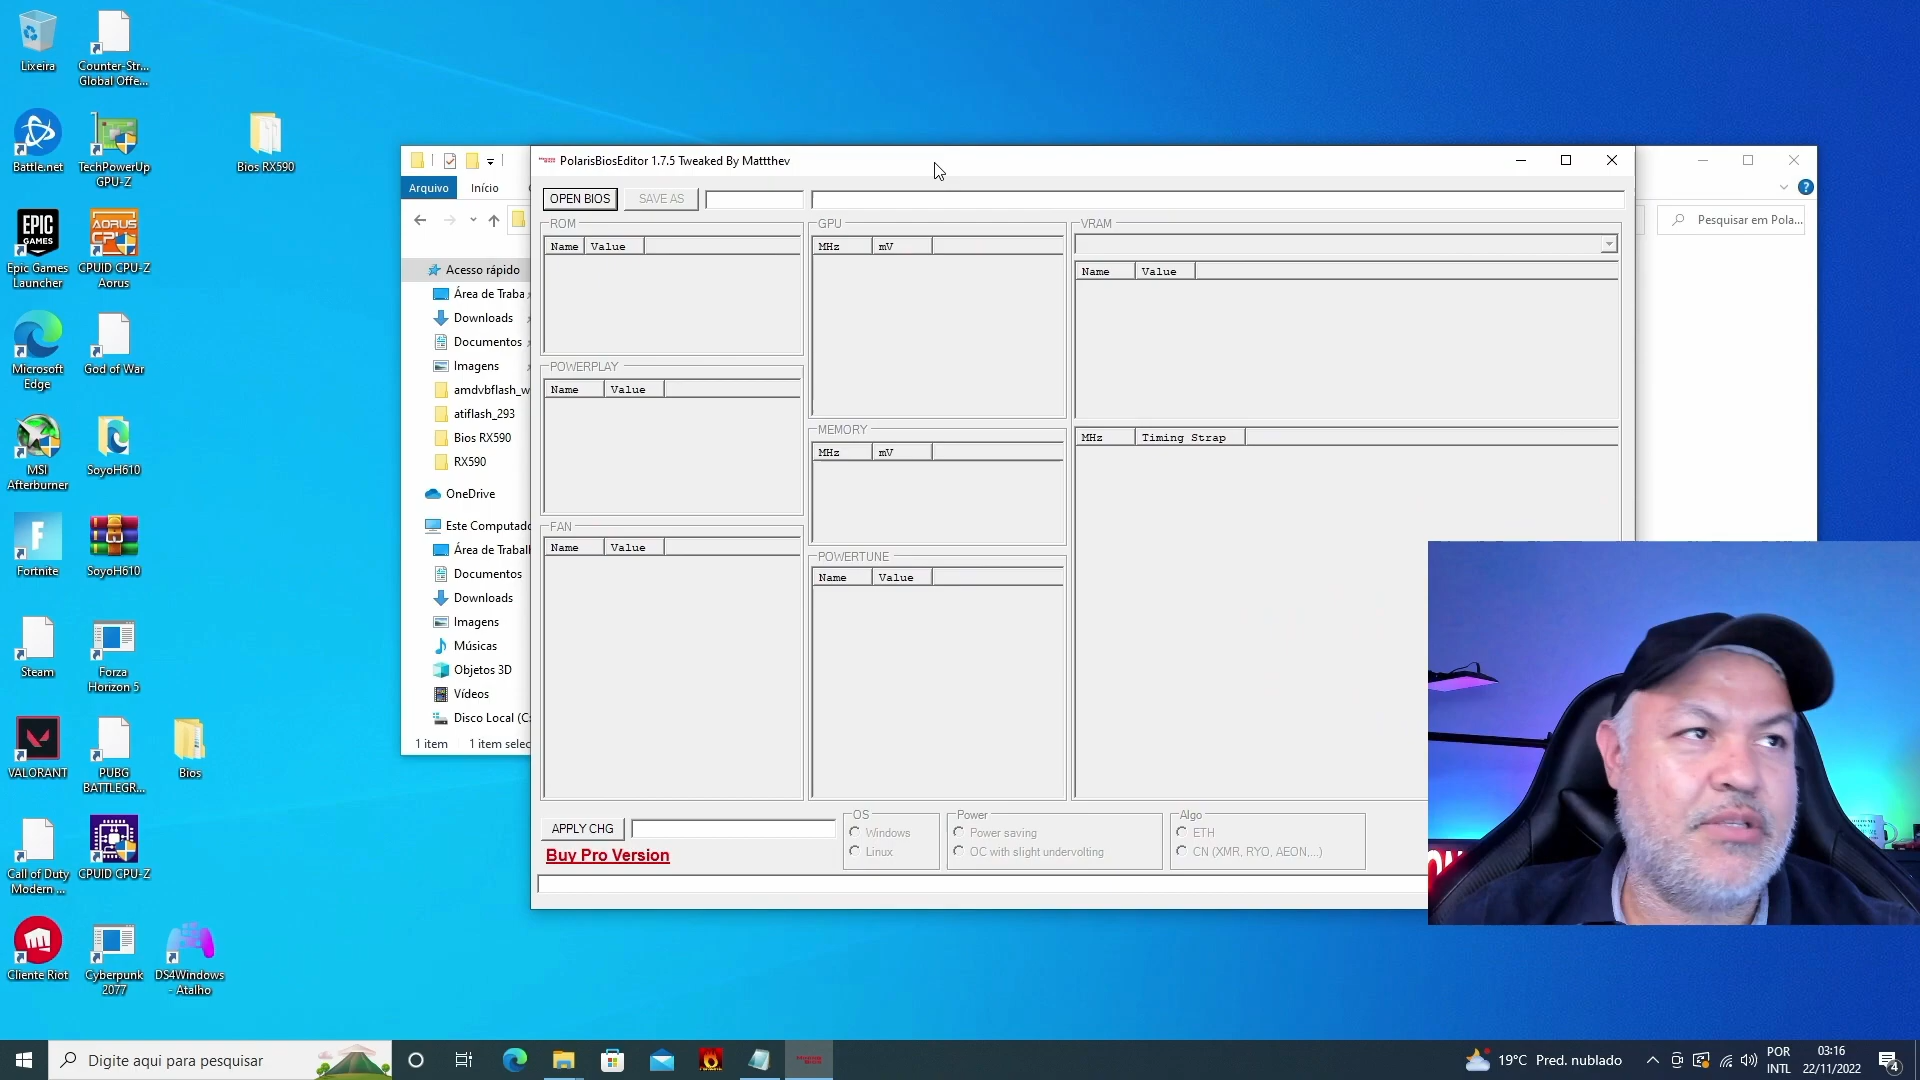 Lixeira
Counter-Str...
Global Offe...
Battle.net
TechPowerUp
GPU-Z
Bios RX590
EPIC
GAMES
Epic Games
Launcher
AORUS
CPU
CPUID CPU-Z
Aorus
Microsoft
Edge
God of War
MSI
Afterburner
SoyoH610
Fortnite
SoyoH610
Steam
Forza
Horizon 5
VALORANT
PUBG
BATTLEGR...
Bios
Call of Duty
Modern ...
CPUID CPU-Z
Cliente Riot
Cyberpunk
2077
DS4Windows
- Atalho
Arquivo
Início
Pesquisar em Pola...
Acesso rápido
Área de Traba
Downloads
Documentos
Imagens
amdvbflash_w
atiflash_293
Bios RX590
RX590
OneDrive
Este Computado
Área de Trabalh
Documentos
Downloads
Imagens
Músicas
Objetos 3D
Vídeos
Disco Local (C:
1 item
1 item selec
PolarisBiosEditor 1.7.5 Tweaked By Mattthev
OPEN BIOS
SAVE AS
ROM
Name Value
POWERPLAY
Name Value
FAN
Name Value
GPU
MHz mV
MEMORY
MHz mV
POWERTUNE
Name Value
VRAM
Name Value
MHz Timing Strap
APPLY CHG
Buy Pro Version
OS
Windows
Linux
Power
Power saving
OC with slight undervolting
Algo
ETH
CN (XMR, RYO, AEON,...)
Digite aqui para pesquisar
19°C Pred. nublado
POR
INTL
03:16
22/11/2022
4